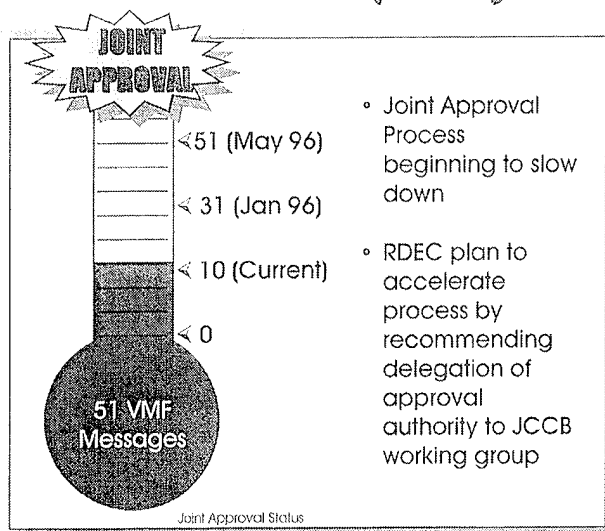 JOINT
APPROVAL
51 (May 96)
31 (Jan 96)
10 (Current)
0
51 VMF
Messages
• Joint Approval
Process
beginning to slow
down
• RDEC plan to
accelerate
process by
recommending
delegation of
approval
authority to JCCB
working group
Joint Approval Status